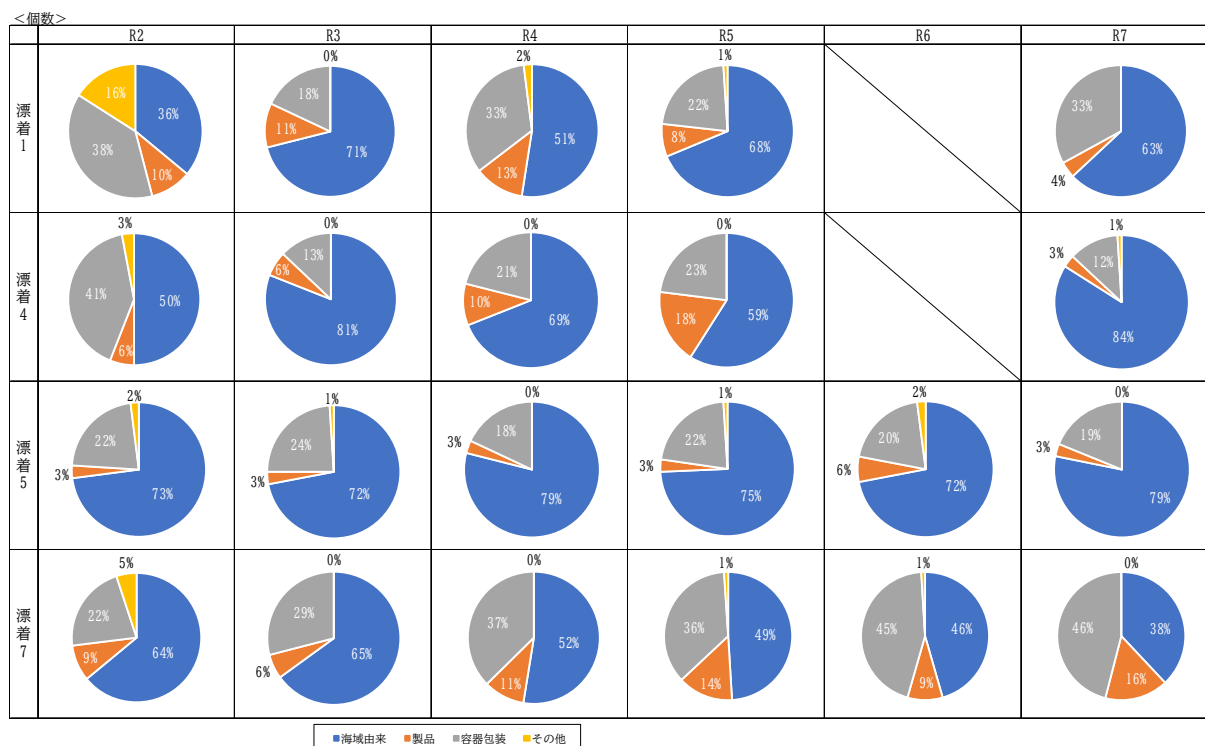 <個数>
R2 R3 R4 R5 R6 R7
漂着1
16% 36% 38% 10%
0% 18% 11% 71%
2% 33% 51% 13%
1% 22% 8% 68%
33% 63% 4%
漂着4
3% 41% 50% 6%
0% 13% 6% 81%
0% 21% 10% 69%
0% 23% 18% 59%
1% 3% 12% 84%
漂着5
2% 22% 3% 73%
1% 24% 3% 72%
0% 18% 3% 79%
1% 22% 3% 75%
2% 20% 6% 72%
0% 19% 3% 79%
漂着7
5% 22% 9% 64%
0% 29% 6% 65%
0% 37% 52% 11%
1% 36% 49% 14%
1% 45% 46% 9%
0% 46% 38% 16%
■海域由来 ■製品 ■容器包装 ■その他